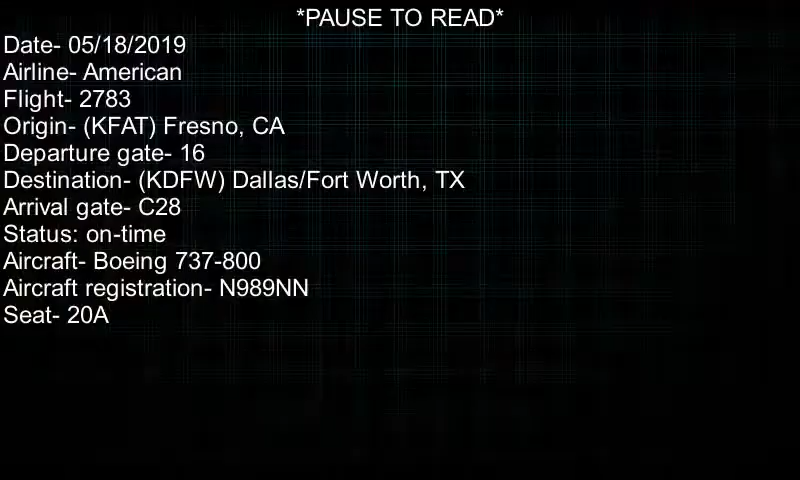 *PAUSE TO READ*
Date- 05/18/2019
Airline- American
Flight- 2783
Origin- (KFAT) Fresno, CA
Departure gate- 16
Destination- (KDFW) Dallas/Fort Worth, TX
Arrival gate- C28
Status: on-time
Aircraft- Boeing 737-800
Aircraft registration- N989NN
Seat- 20A